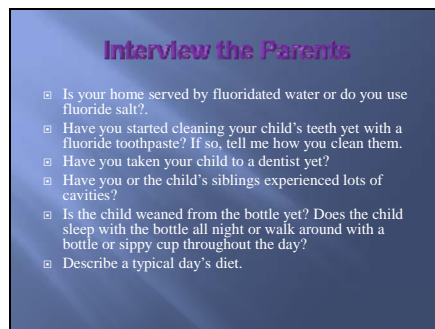 Interview the Parents
Is your home served by fluoridated water or do you use
fluoride salt?.
Have you started cleaning your child's teeth yet with a
fluoride toothpaste? If so, tell me how you clean them.
Have you taken your child to a dentist yet?
Have you or the child's siblings experienced lots of
cavities?
Is the child weaned from the bottle yet? Does the child
sleep with the bottle all night or walk around with a
bottle or sippy cup throughout the day?
Describe a typical day's diet.